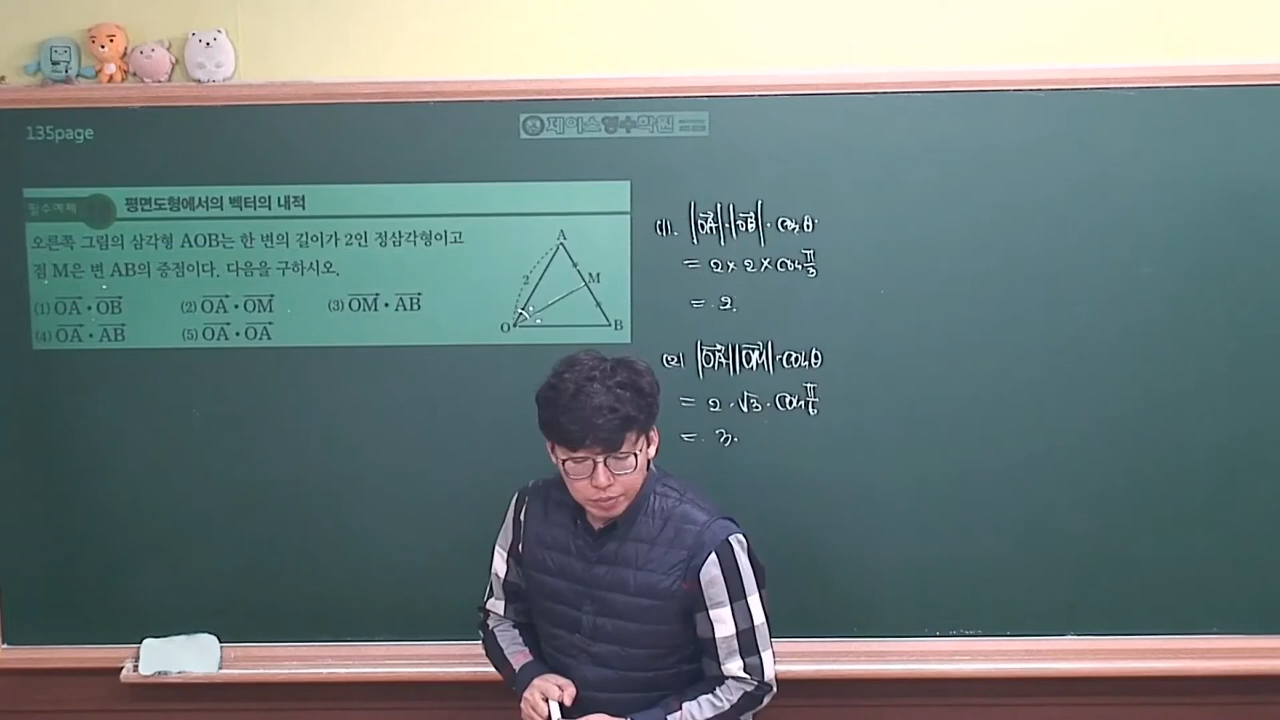 135page
제이스영수학원
필수예제
평면도형에서의 벡터의 내적
오른쪽 그림의 삼각형 AOB는 한 변의 길이가 2인 정삼각형이고
점 M은 변 AB의 중점이다. 다음을 구하시오.
(1) OA • OB (2) OA • OM (3) OM • AB
(4) OA • AB (5) OA • OA
A
2
M
O
B
(1). |OA|·|OB|· cos θ
= 2 × 2 × cos π/3
= 2.
(2) |OA||OM|·cos θ
= 2 · √3 · cos π/6
= 3.